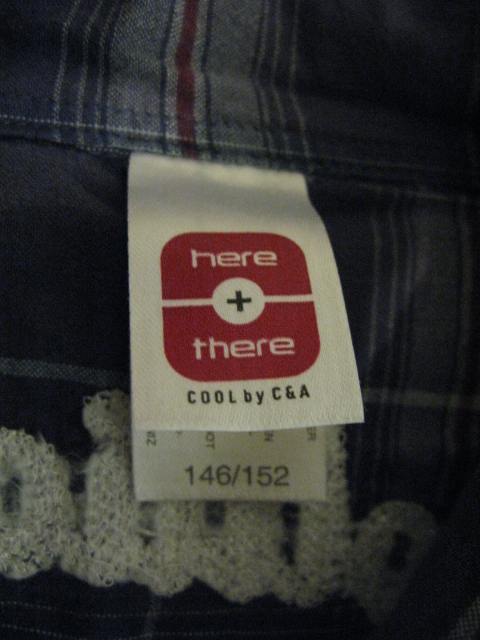 here
+
there
COOL by C&A
146/152